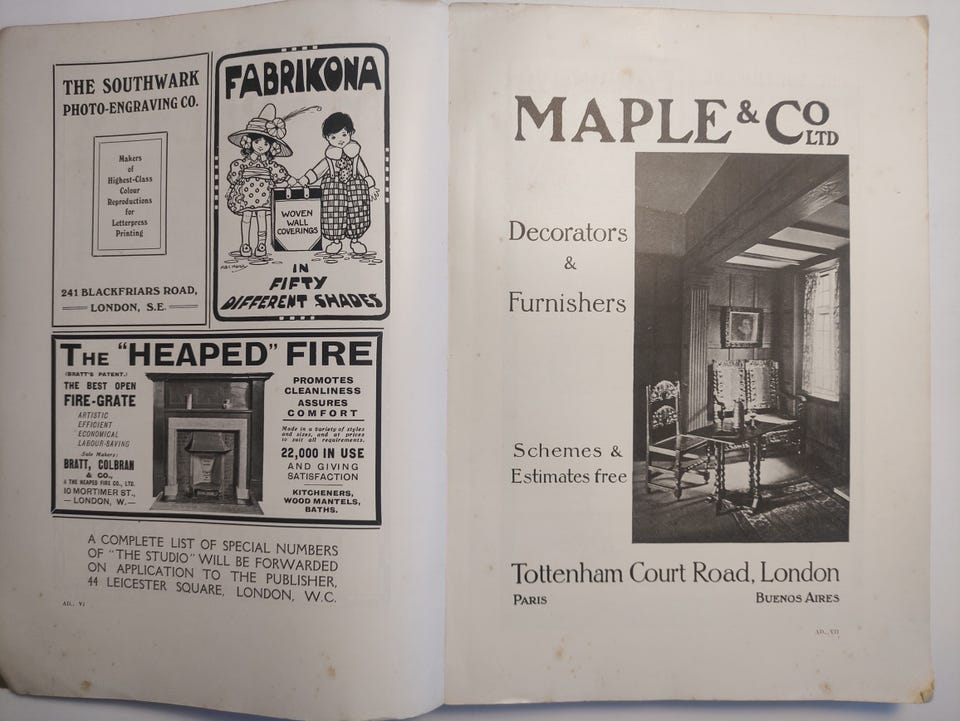 THE SOUTHWARK
PHOTO-ENGRAVING CO.
Makers
of
Highest-Class
Colour
Reproductions
for
Letterpress
Printing
241 BLACKFRIARS ROAD,
LONDON, S.E.
FABRIKONA
WOVEN
WALL
COVERINGS
IN
FIFTY
DIFFERENT SHADES
THE "HEAPED" FIRE
(BRATT'S PATENT.)
THE BEST OPEN
FIRE-GRATE
ARTISTIC
EFFICIENT
ECONOMICAL
LABOUR-SAVING
Sole Makers:
BRATT, COLBRAN
& CO.,
& THE HEAPED FIRE CO., LTD.
10 MORTIMER ST.,
—LONDON, W.—
PROMOTES
CLEANLINESS
ASSURES
COMFORT
Made in a variety of styles
and sizes, and at prices
to suit all requirements.
22,000 IN USE
AND GIVING
SATISFACTION
KITCHENERS,
WOOD MANTELS,
BATHS.
A COMPLETE LIST OF SPECIAL NUMBERS
OF "THE STUDIO" WILL BE FORWARDED
ON APPLICATION TO THE PUBLISHER,
44 LEICESTER SQUARE, LONDON, W.C.
AD. VI
MAPLE & CO LTD
Decorators
&
Furnishers
Schemes &
Estimates free
Tottenham Court Road, London
PARIS BUENOS AIRES
AD. VII